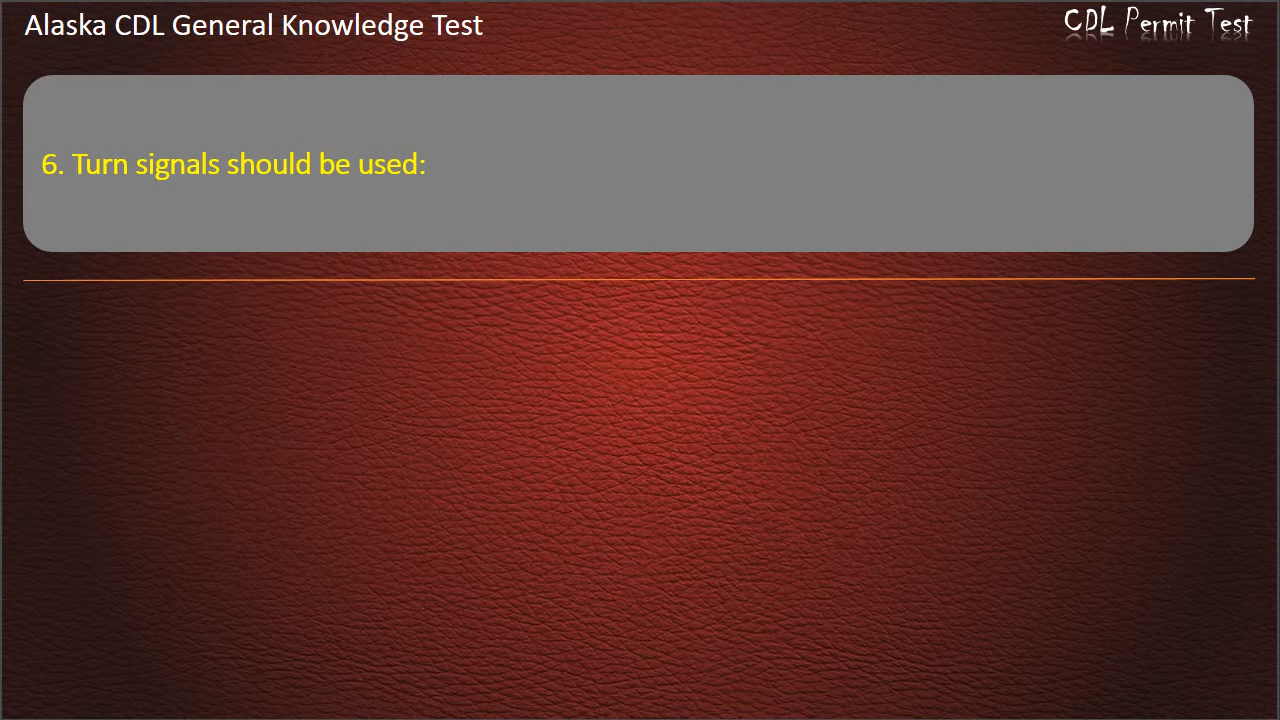 Alaska CDL General Knowledge Test
CDL Permit Test
6. Turn signals should be used: